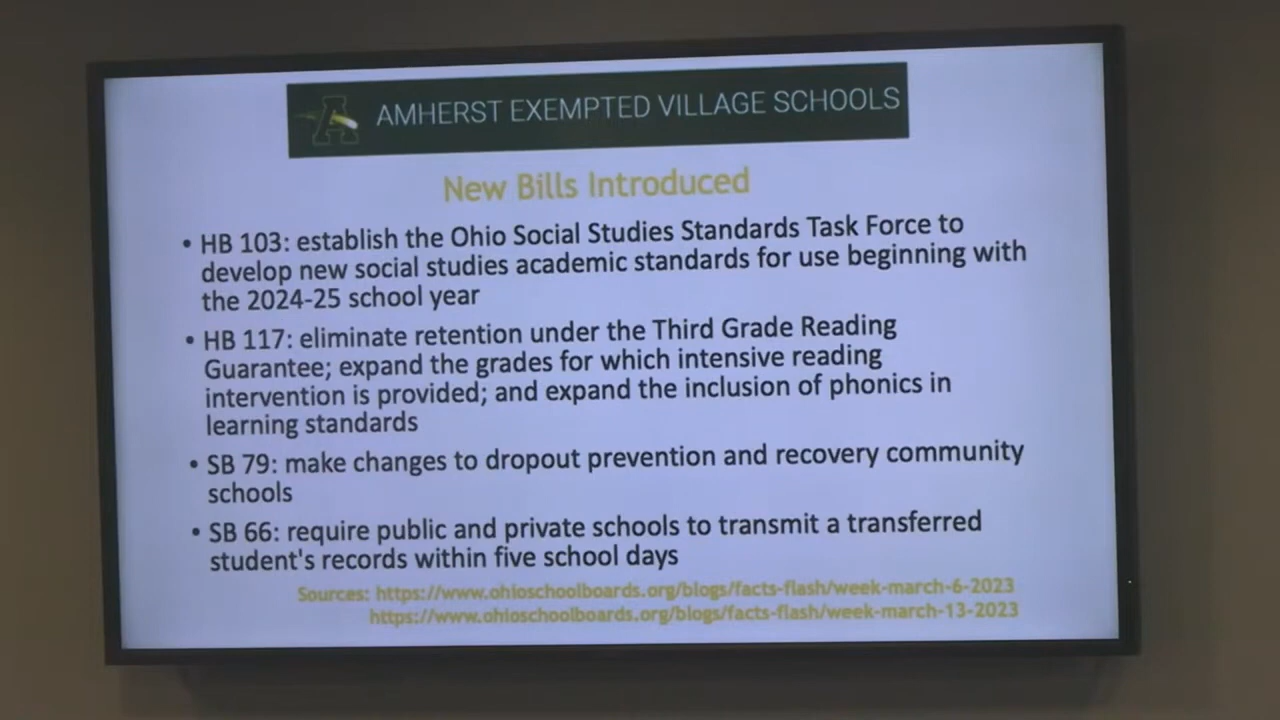 AMHERST EXEMPTED VILLAGE SCHOOLS
New Bills Introduced
• HB 103: establish the Ohio Social Studies Standards Task Force to
develop new social studies academic standards for use beginning with
the 2024-25 school year
• HB 117: eliminate retention under the Third Grade Reading
Guarantee; expand the grades for which intensive reading
intervention is provided; and expand the inclusion of phonics in
learning standards
• SB 79: make changes to dropout prevention and recovery community
schools
• SB 66: require public and private schools to transmit a transferred
student's records within five school days
Sources: https://www.ohioschoolboards.org/blogs/facts-flash/week-march-6-2023
https://www.ohioschoolboards.org/blogs/facts-flash/week-march-13-2023